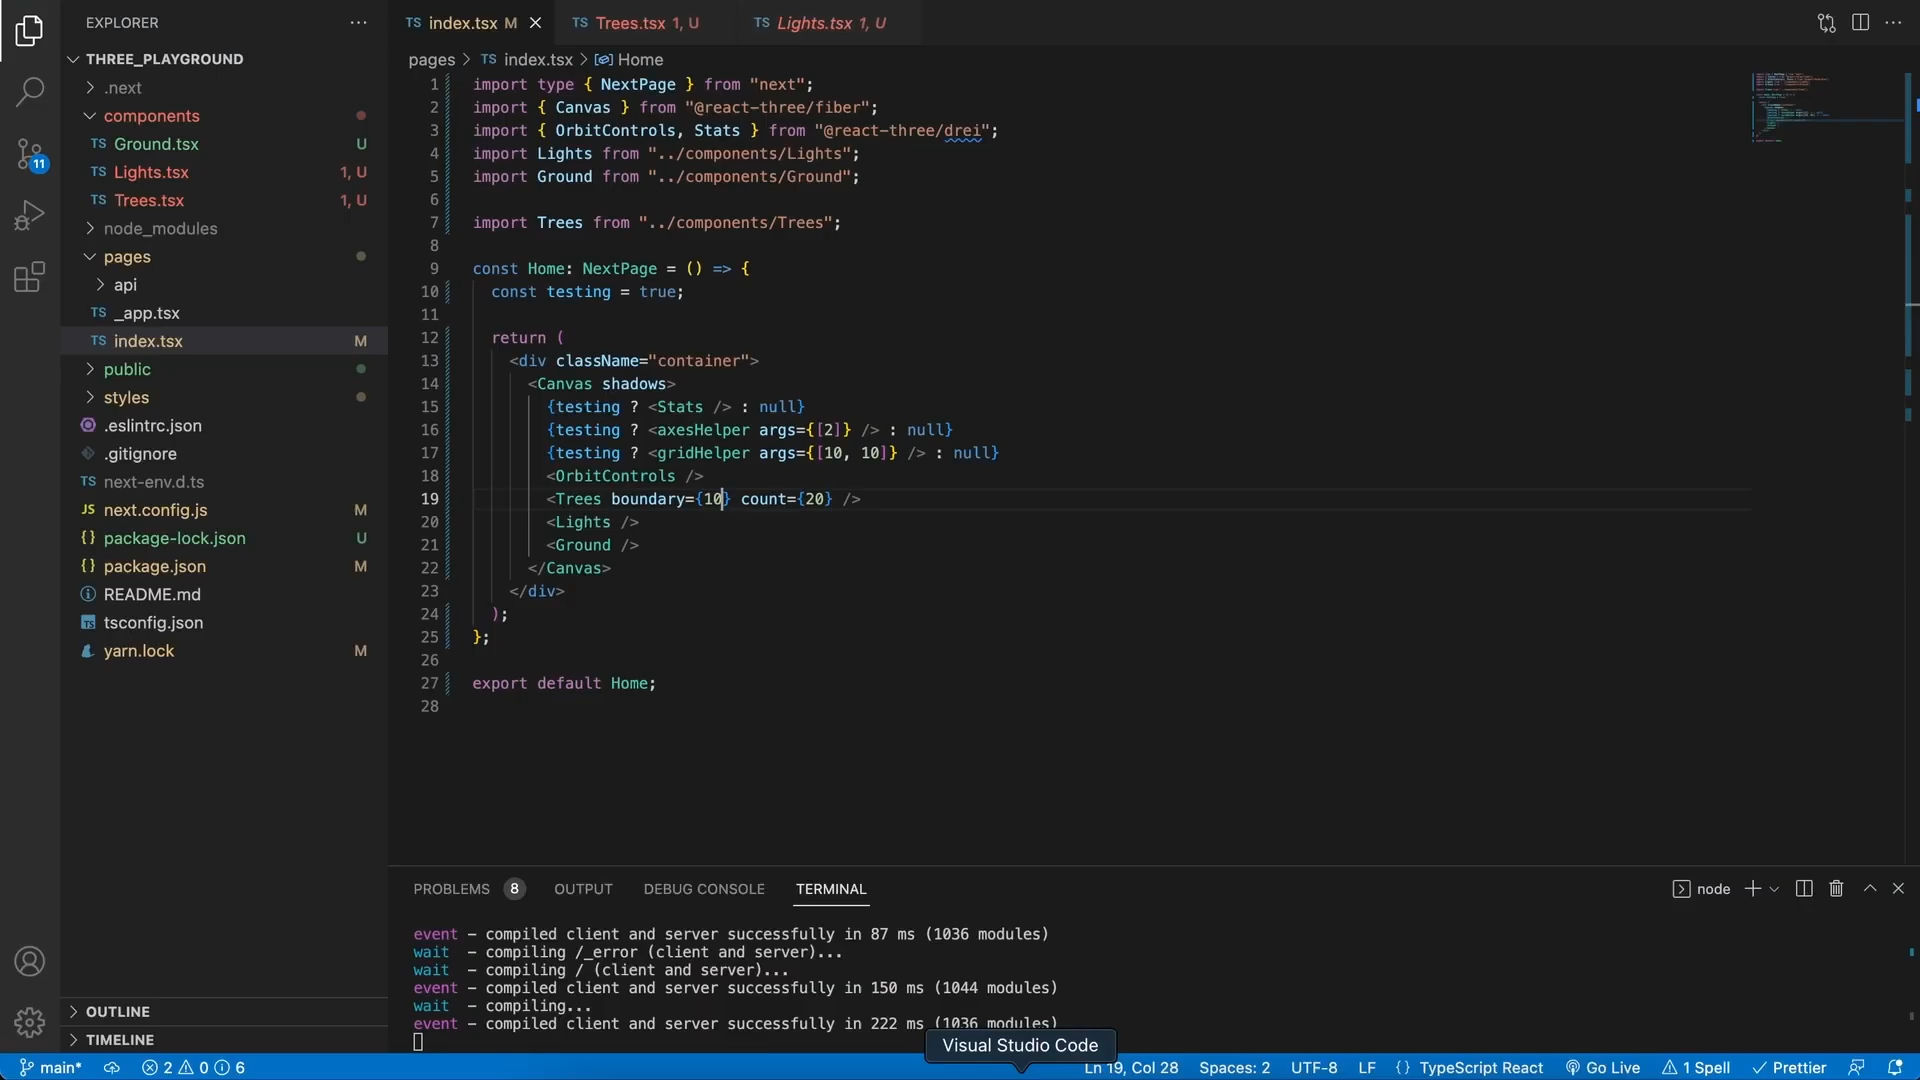 EXPLORER
THREE_PLAYGROUND
.next
components
Ground.tsx U
Lights.tsx 1, U
Trees.tsx 1, U
node_modules
pages
api
_app.tsx
index.tsx M
public
styles
.eslintrc.json
.gitignore
next-env.d.ts
next.config.js M
package-lock.json U
package.json M
README.md
tsconfig.json
yarn.lock M
OUTLINE
TIMELINE
11
TS index.tsx M
TS Trees.tsx 1, U
TS Lights.tsx 1, U
pages > TS index.tsx > Home
1 import type { NextPage } from "next";
2 import { Canvas } from "@react-three/fiber";
3 import { OrbitControls, Stats } from "@react-three/drei";
4 import Lights from "../components/Lights";
5 import Ground from "../components/Ground";
6
7 import Trees from "../components/Trees";
8
9 const Home: NextPage = () => {
10 const testing = true;
11
12 return (
13 <div className="container">
14 <Canvas shadows>
15 {testing ? <Stats /> : null}
16 {testing ? <axesHelper args={[2]} /> : null}
17 {testing ? <gridHelper args={[10, 10]} /> : null}
18 <OrbitControls />
19 <Trees boundary={10} count={20} />
20 <Lights />
21 <Ground />
22 </Canvas>
23 </div>
24 );
25 };
26
27 export default Home;
28
PROBLEMS 8 OUTPUT DEBUG CONSOLE TERMINAL
node
event - compiled client and server successfully in 87 ms (1036 modules)
wait - compiling /_error (client and server)...
wait - compiling / (client and server)...
event - compiled client and server successfully in 150 ms (1044 modules)
wait - compiling...
event - compiled client and server successfully in 222 ms (1036 modules)
Visual Studio Code
main* 2 0 6 Ln 19, Col 28 Spaces: 2 UTF-8 LF {} TypeScript React Go Live 1 Spell Prettier